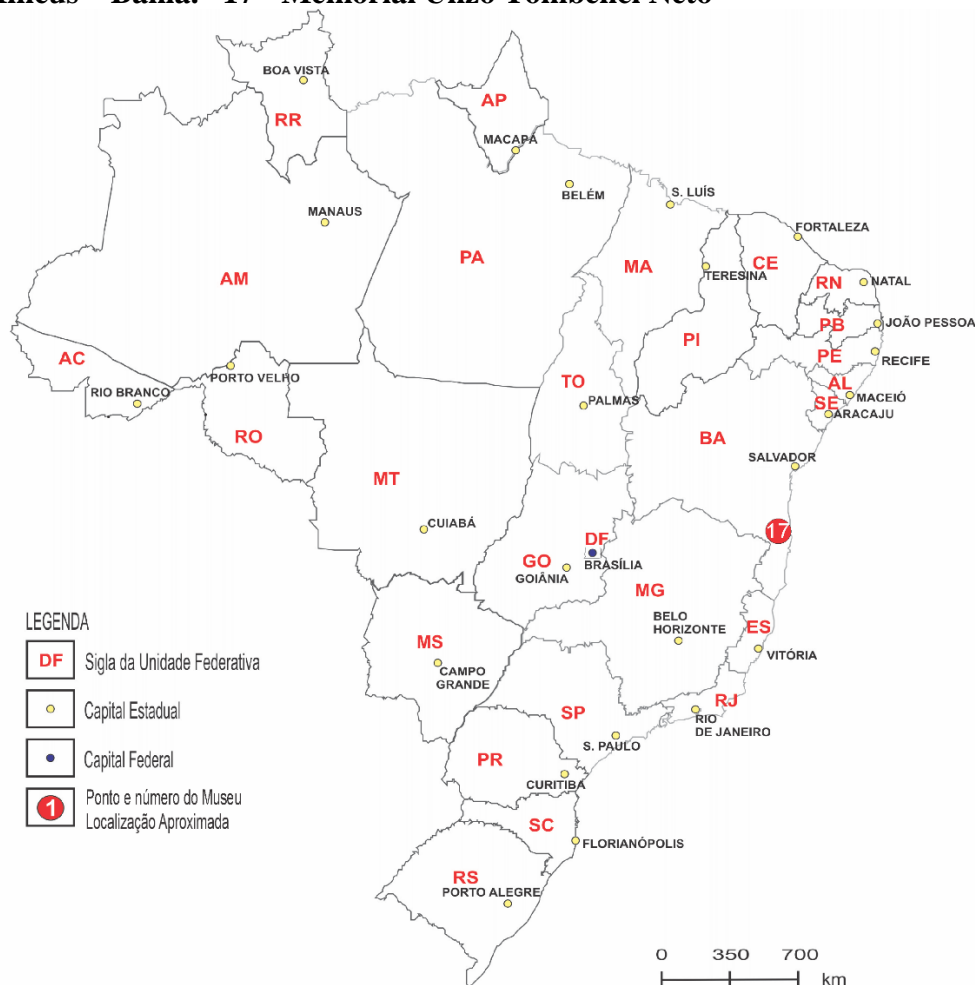 Bahia. 17 - Memorial Unzó Tombenci Neto
BOA VISTA
RR
AP
MACAPÁ
BELÉM
S. LUÍS
MANAUS
FORTALEZA
PA
AM
MA
TERESINA
CE
RN
NATAL
PB
JOÃO PESSOA
AC
PI
PE
RECIFE
PORTO VELHO
RIO BRANCO
TO
PALMAS
AL
MACEIÓ
SE
ARACAJU
RO
BA
MT
SALVADOR
CUIABÁ
17
DF
BRASÍLIA
GO
GOIÂNIA
MG
BELO
HORIZONTE
MS
CAMPO
GRANDE
ES
VITÓRIA
SP
RJ
RIO
DE JANEIRO
S. PAULO
PR
CURITIBA
SC
FLORIANÓPOLIS
RS
PORTO ALEGRE
LEGENDA
DF Sigla da Unidade Federativa
Capital Estadual
Capital Federal
1 Ponto e número do Museu
Localização Aproximada
0 350 700
km